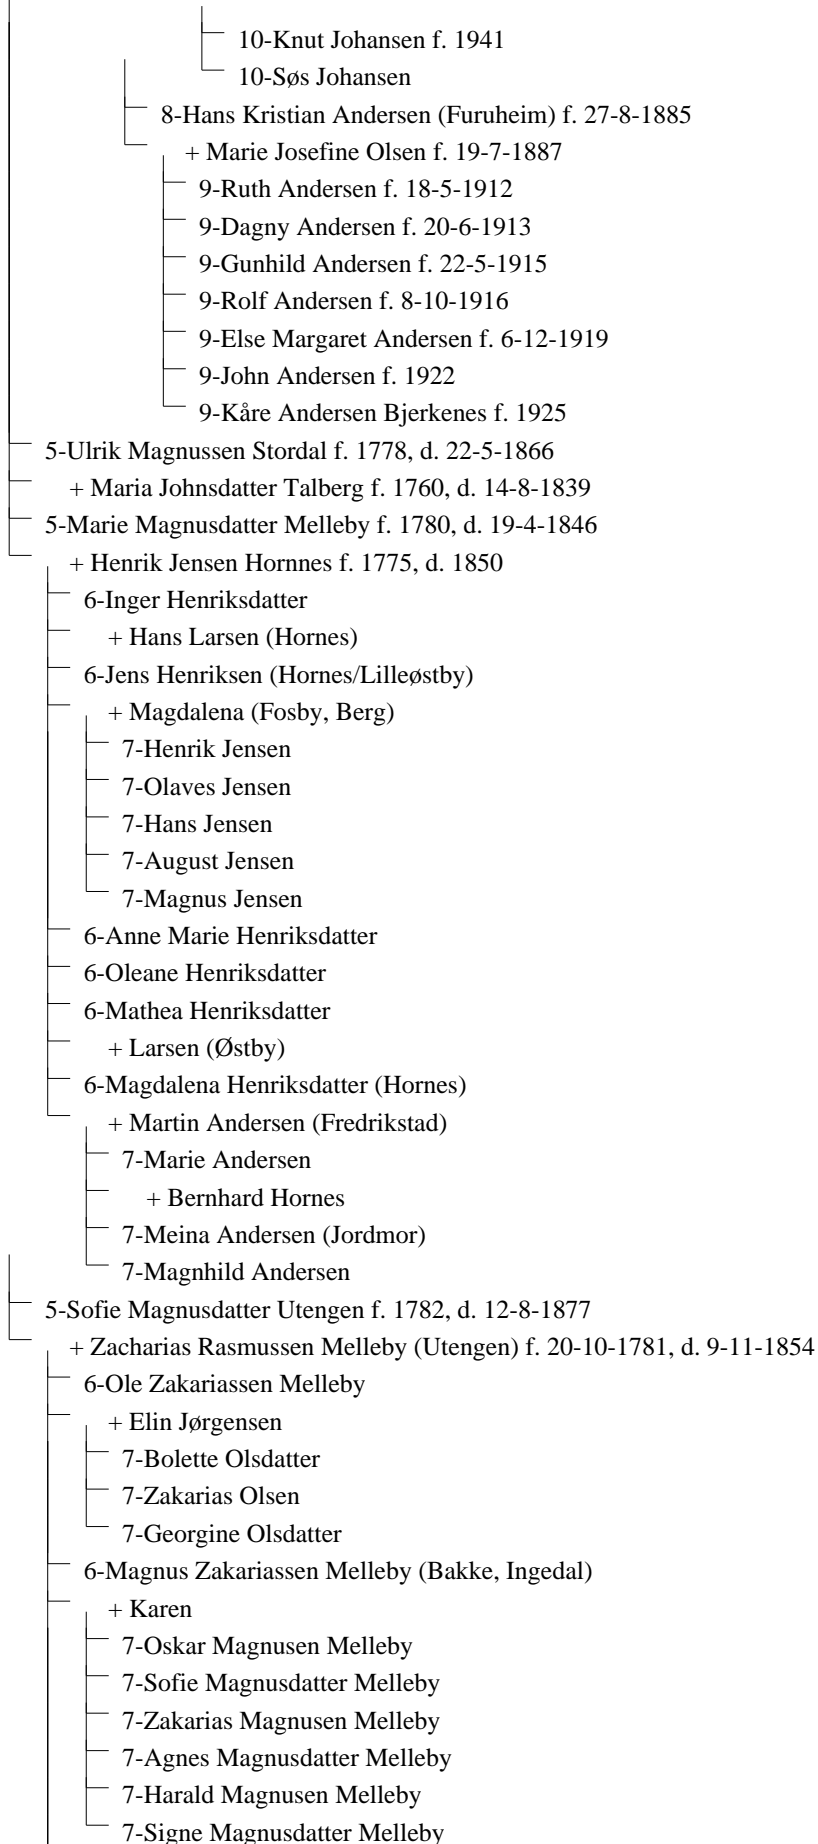 10-Knut Johansen f. 1941
10-Søs Johansen
8-Hans Kristian Andersen (Furuheim) f. 27-8-1885
+ Marie Josefine Olsen f. 19-7-1887
9-Ruth Andersen f. 18-5-1912
9-Dagny Andersen f. 20-6-1913
9-Gunhild Andersen f. 22-5-1915
9-Rolf Andersen f. 8-10-1916
9-Else Margaret Andersen f. 6-12-1919
9-John Andersen f. 1922
9-Kåre Andersen Bjerkenes f. 1925
5-Ulrik Magnussen Stordal f. 1778, d. 22-5-1866
+ Maria Johnsdatter Talberg f. 1760, d. 14-8-1839
5-Marie Magnusdatter Melleby f. 1780, d. 19-4-1846
+ Henrik Jensen Hornnes f. 1775, d. 1850
6-Inger Henriksdatter
+ Hans Larsen (Hornes)
6-Jens Henriksen (Hornes/Lilleøstby)
+ Magdalena (Fosby, Berg)
7-Henrik Jensen
7-Olaves Jensen
7-Hans Jensen
7-August Jensen
7-Magnus Jensen
6-Anne Marie Henriksdatter
6-Oleane Henriksdatter
6-Mathea Henriksdatter
+ Larsen (Østby)
6-Magdalena Henriksdatter (Hornes)
+ Martin Andersen (Fredrikstad)
7-Marie Andersen
+ Bernhard Hornes
7-Meina Andersen (Jordmor)
7-Magnhild Andersen
5-Sofie Magnusdatter Utengen f. 1782, d. 12-8-1877
+ Zacharias Rasmussen Melleby (Utengen) f. 20-10-1781, d. 9-11-1854
6-Ole Zakariassen Melleby
+ Elin Jørgensen
7-Bolette Olsdatter
7-Zakarias Olsen
7-Georgine Olsdatter
6-Magnus Zakariassen Melleby (Bakke, Ingedal)
+ Karen
7-Oskar Magnusen Melleby
7-Sofie Magnusdatter Melleby
7-Zakarias Magnusen Melleby
7-Agnes Magnusdatter Melleby
7-Harald Magnusen Melleby
7-Signe Magnusdatter Melleby